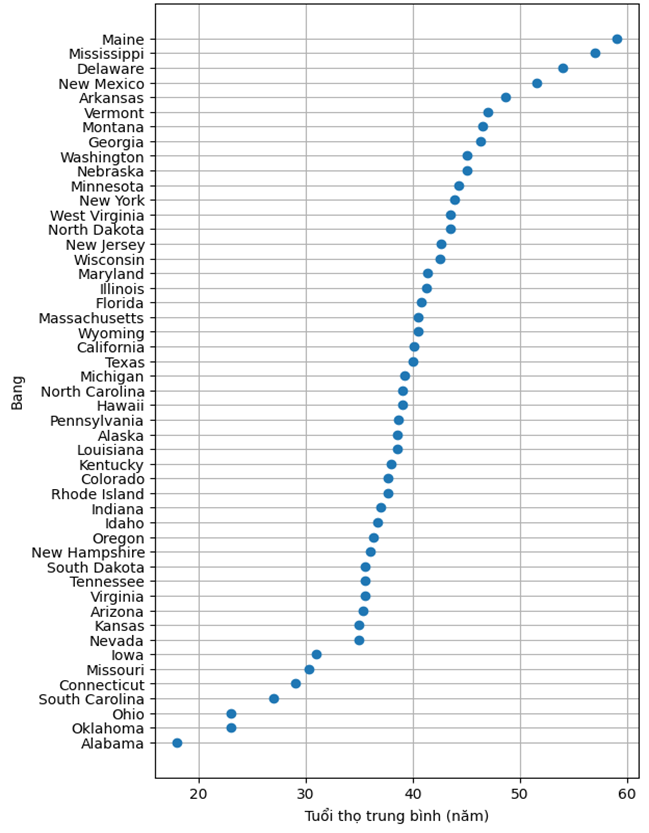 Maine
Mississippi
Delaware
New Mexico
Arkansas
Vermont
Montana
Georgia
Washington
Nebraska
Minnesota
New York
West Virginia
North Dakota
New Jersey
Wisconsin
Maryland
Illinois
Florida
Massachusetts
Wyoming
California
Texas
Michigan
North Carolina
Hawaii
Pennsylvania
Alaska
Louisiana
Kentucky
Colorado
Rhode Island
Indiana
Idaho
Oregon
New Hampshire
South Dakota
Tennessee
Virginia
Arizona
Kansas
Nevada
Iowa
Missouri
Connecticut
South Carolina
Ohio
Oklahoma
Alabama
Bang
20 30 40 50 60
Tuổi thọ trung bình (năm)